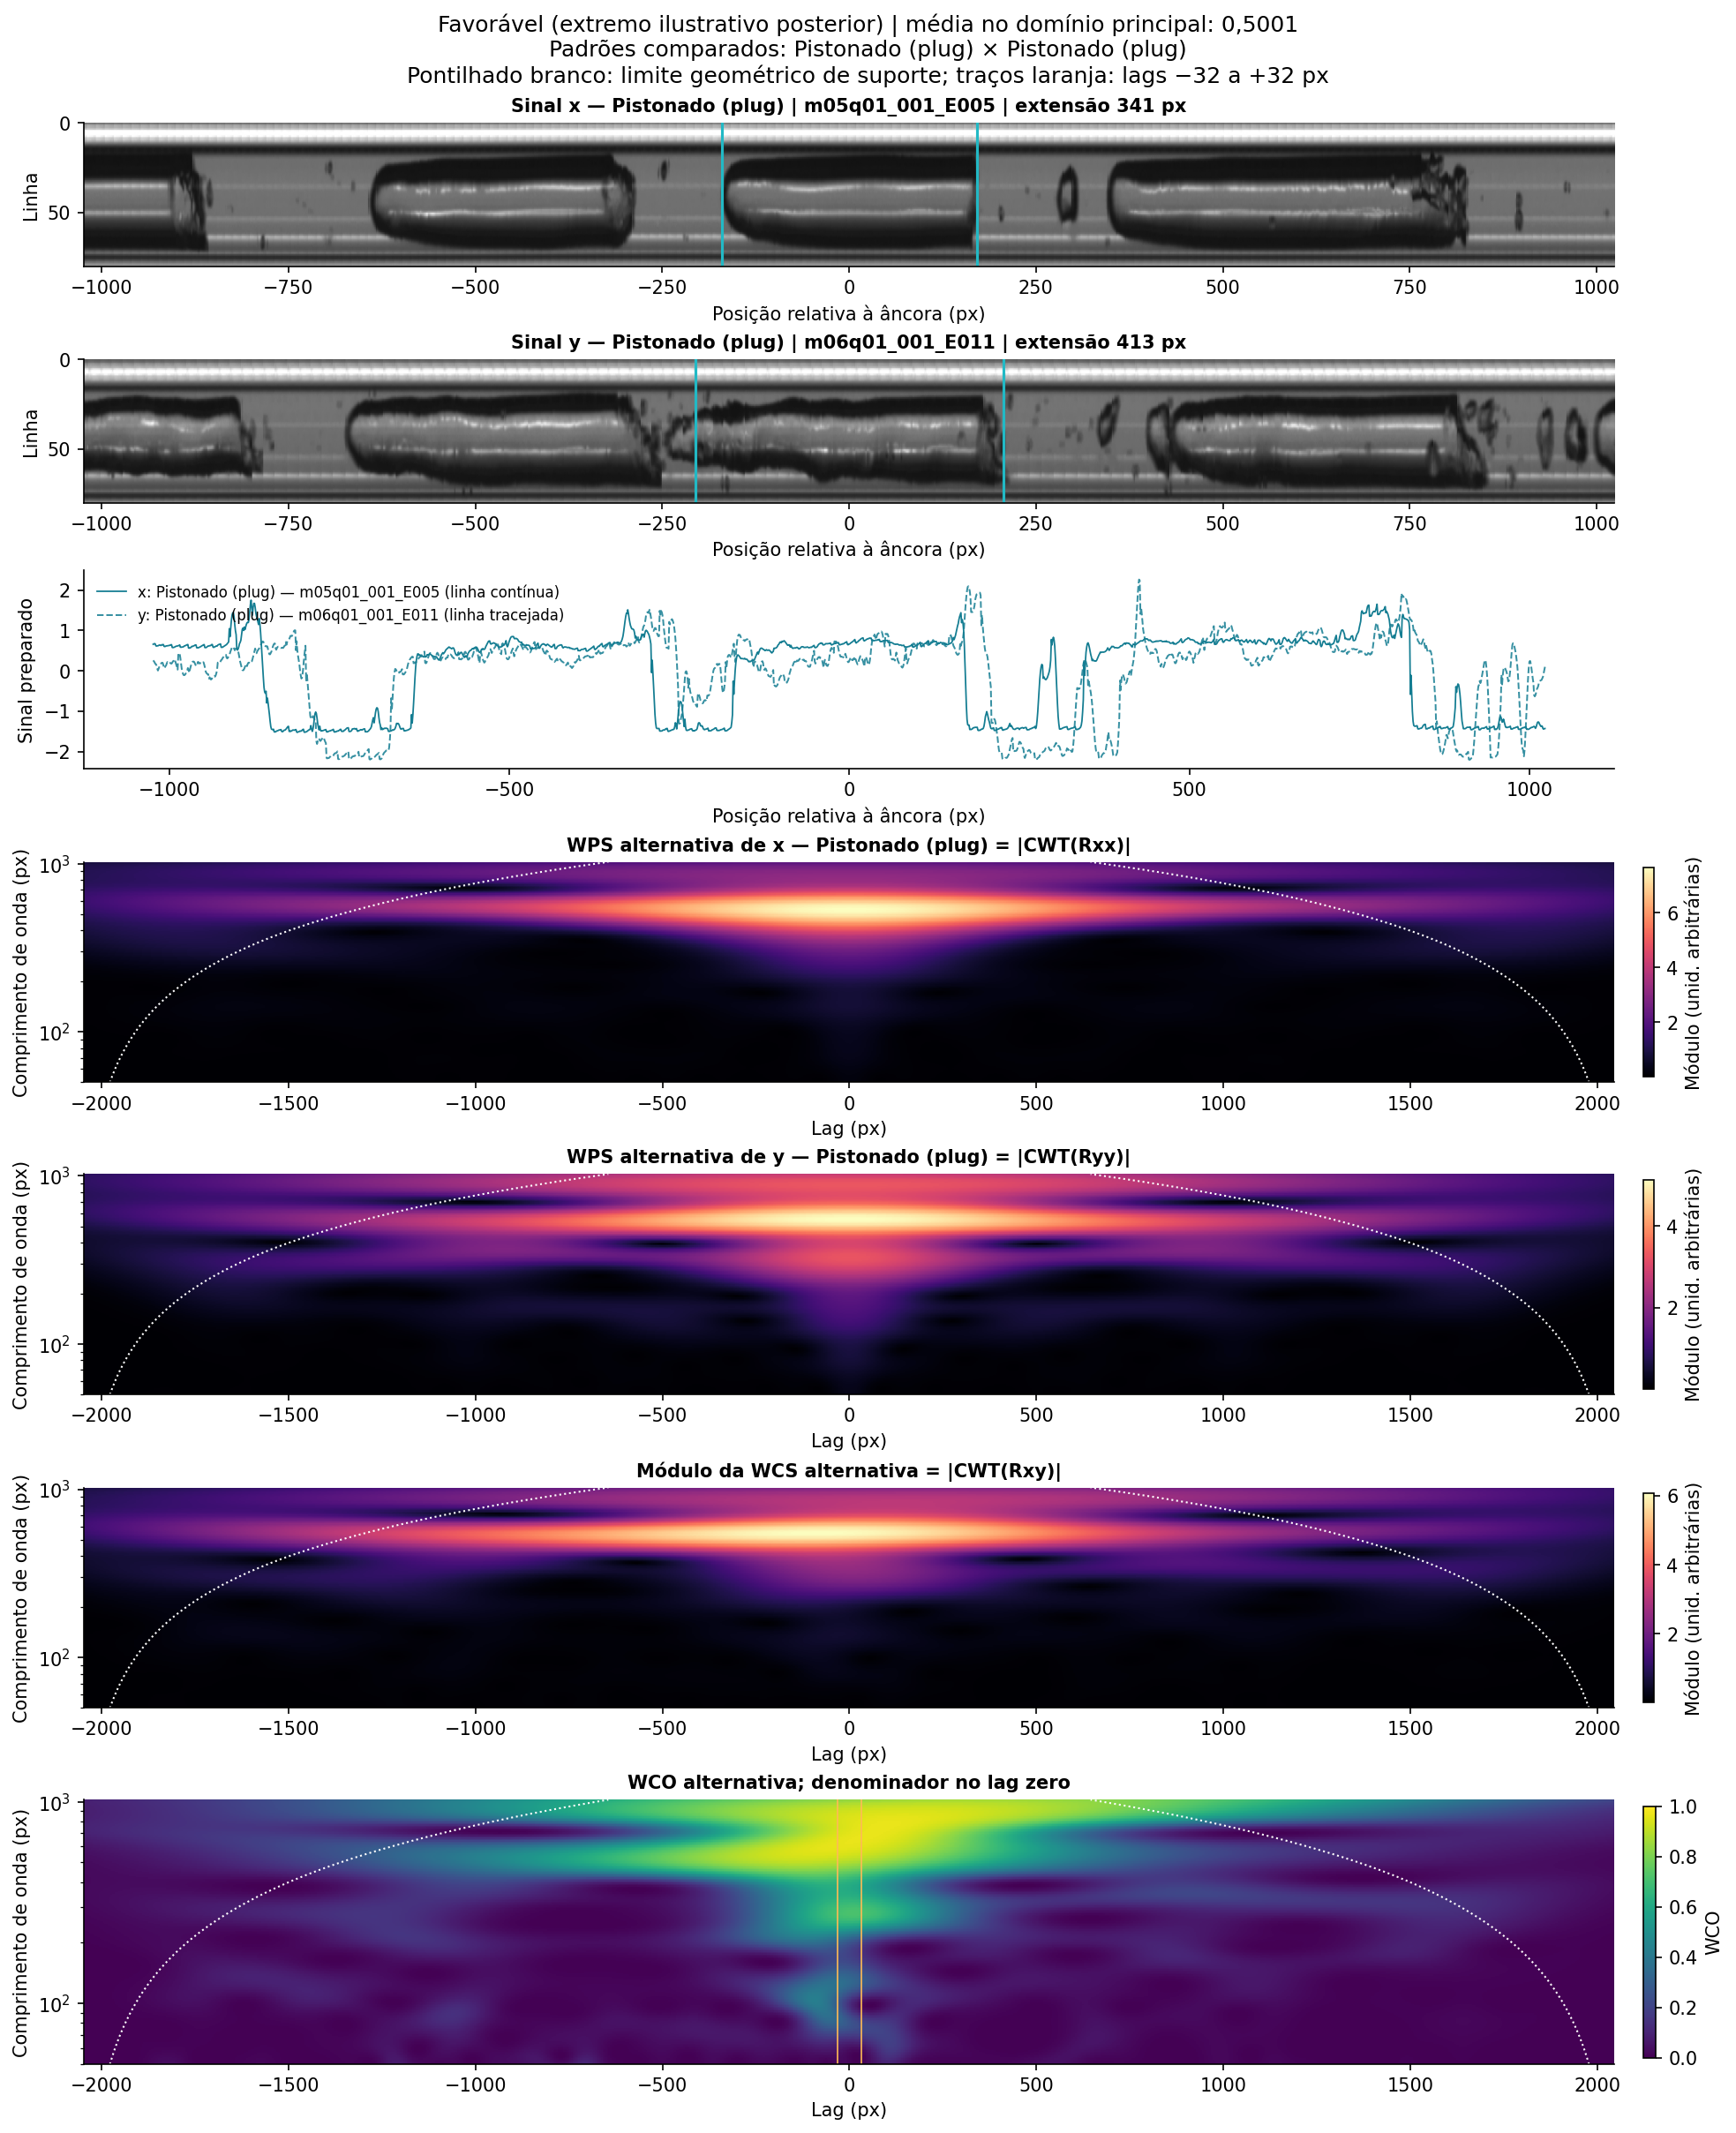 Favorável (extremo ilustrativo posterior) | média no domínio principal: 0,5001
Padrões comparados: Pistonado (plug) × Pistonado (plug)
Pontilhado branco: limite geométrico de suporte; traços laranja: lags −32 a +32 px
Sinal x — Pistonado (plug) | m05q01_001_E005 | extensão 341 px
Linha
0
50
−1000 −750 −500 −250 0 250 500 750 1000
Posição relativa à âncora (px)
Sinal y — Pistonado (plug) | m06q01_001_E011 | extensão 413 px
Linha
0
50
−1000 −750 −500 −250 0 250 500 750 1000
Posição relativa à âncora (px)
Sinal preparado
2
1
0
−1
−2
x: Pistonado (plug) — m05q01_001_E005 (linha contínua)
y: Pistonado (plug) — m06q01_001_E011 (linha tracejada)
−1000 −500 0 500 1000
Posição relativa à âncora (px)
WPS alternativa de x — Pistonado (plug) = |CWT(Rxx)|
Comprimento de onda (px)
10³
10²
−2000 −1500 −1000 −500 0 500 1000 1500 2000
Lag (px)
6
4
2
Módulo (unid. arbitrárias)
WPS alternativa de y — Pistonado (plug) = |CWT(Ryy)|
Comprimento de onda (px)
10³
10²
−2000 −1500 −1000 −500 0 500 1000 1500 2000
Lag (px)
4
2
Módulo (unid. arbitrárias)
Módulo da WCS alternativa = |CWT(Rxy)|
Comprimento de onda (px)
10³
10²
−2000 −1500 −1000 −500 0 500 1000 1500 2000
Lag (px)
6
4
2
Módulo (unid. arbitrárias)
WCO alternativa; denominador no lag zero
Comprimento de onda (px)
10³
10²
−2000 −1500 −1000 −500 0 500 1000 1500 2000
Lag (px)
1.0
0.8
0.6
0.4
0.2
0.0
WCO